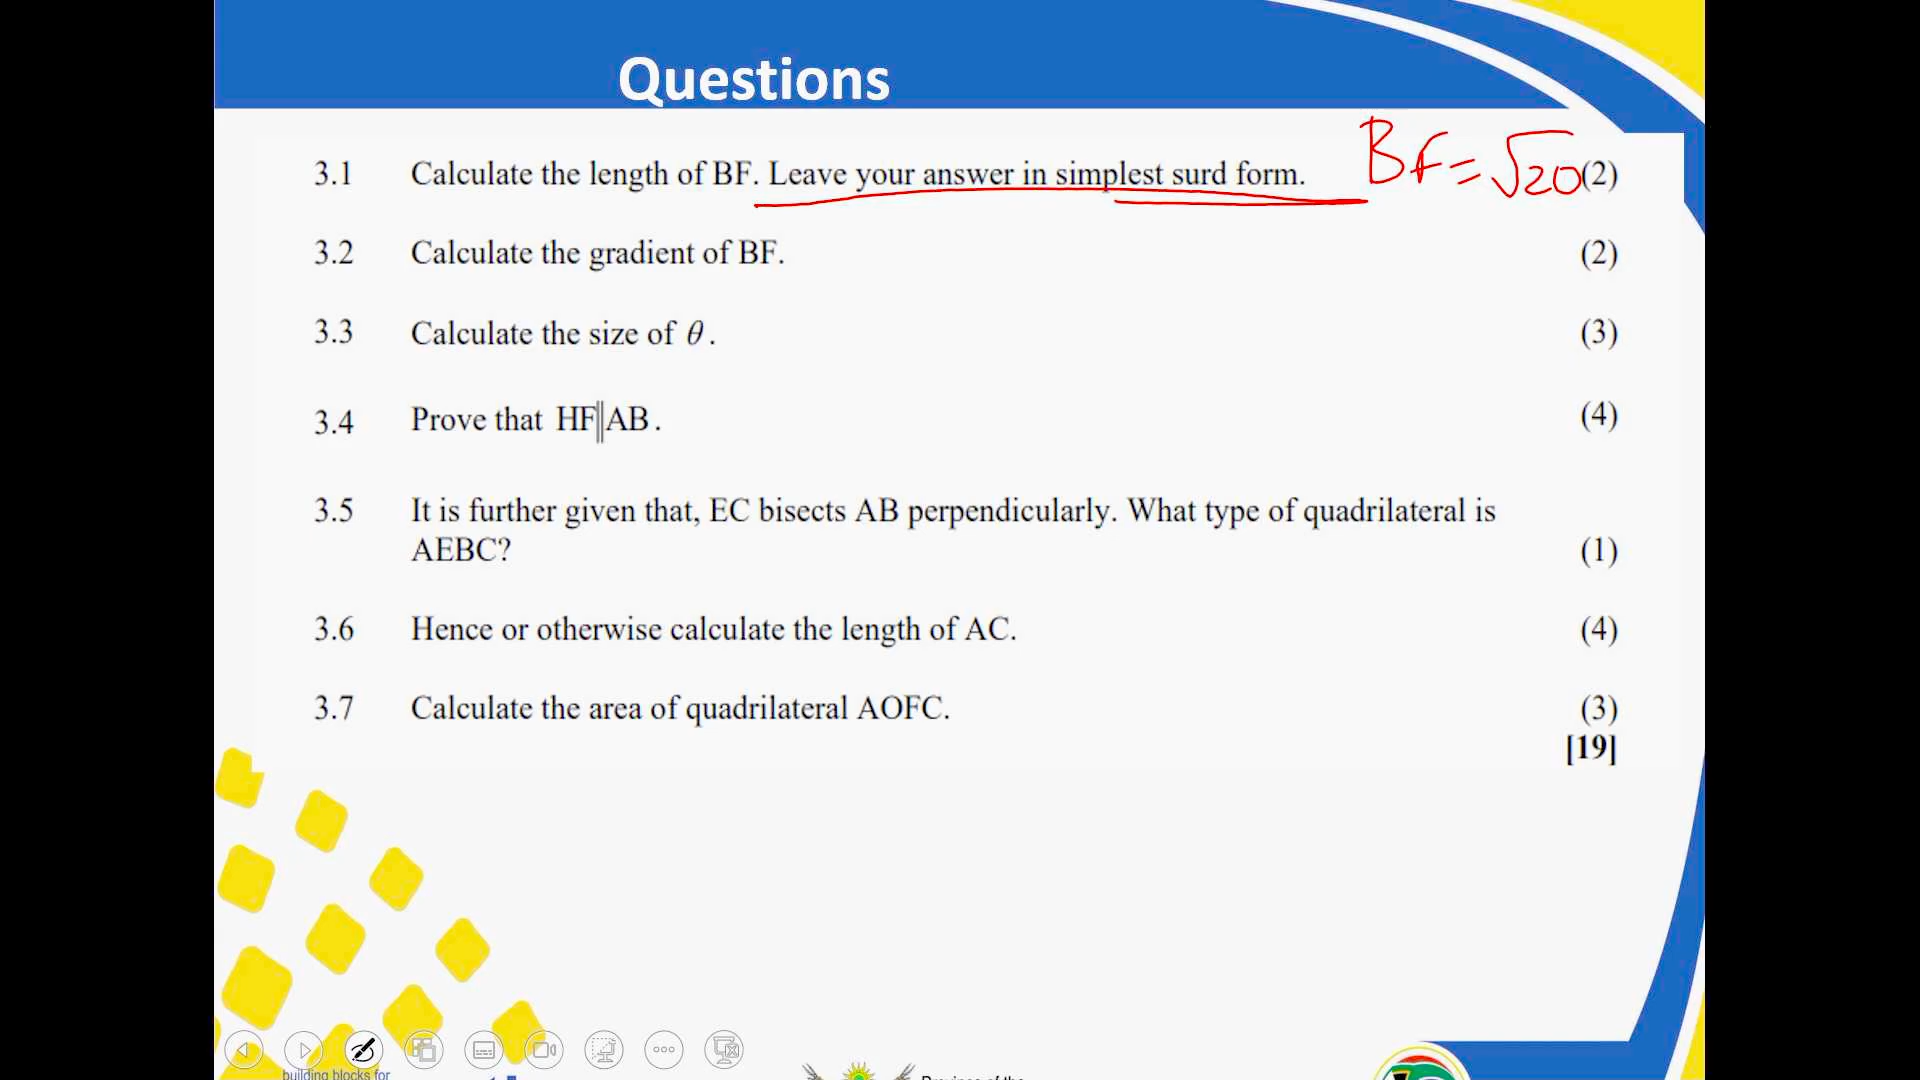 Questions
3.1 Calculate the length of BF. Leave your answer in simplest surd form. BF = √20 (2)
3.2 Calculate the gradient of BF. (2)
3.3 Calculate the size of θ. (3)
3.4 Prove that HF||AB. (4)
3.5 It is further given that, EC bisects AB perpendicularly. What type of quadrilateral is
AEBC? (1)
3.6 Hence or otherwise calculate the length of AC. (4)
3.7 Calculate the area of quadrilateral AOFC. (3)
[19]
building blocks for
Province of the